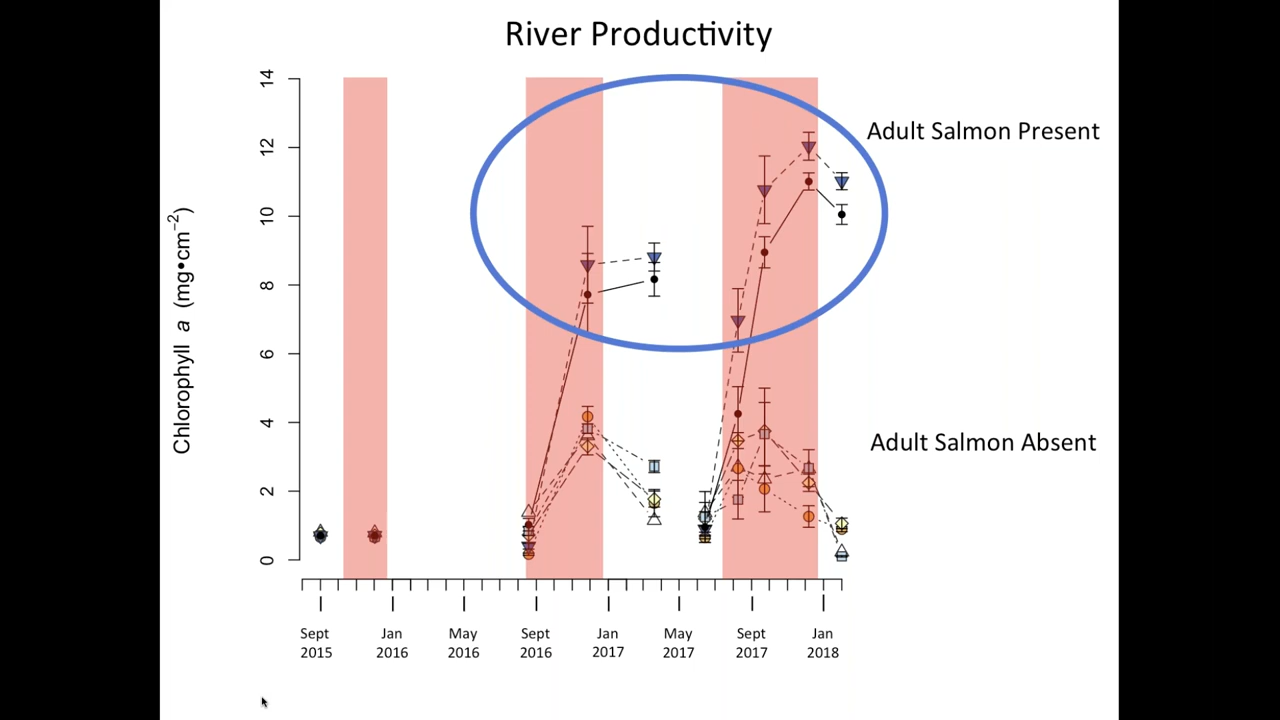 River Productivity
14
12
10
8
6
4
2
0
Chlorophyll a (mg•cm−2)
Adult Salmon Present
Adult Salmon Absent
Sept Jan May Sept Jan May Sept Jan
2015 2016 2016 2016 2017 2017 2017 2018